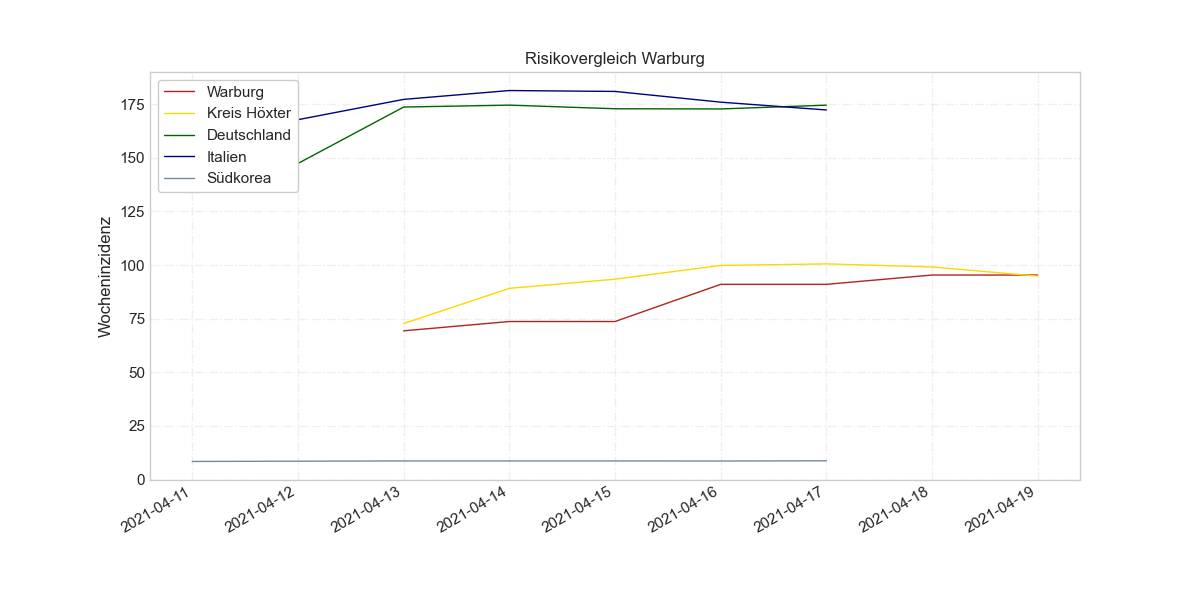 Risikovergleich Warburg
Warburg
Kreis Höxter
Deutschland
Italien
Südkorea
Wocheninzidenz
175
150
125
100
75
50
25
0
2021-04-11
2021-04-12
2021-04-13
2021-04-14
2021-04-15
2021-04-16
2021-04-17
2021-04-18
2021-04-19